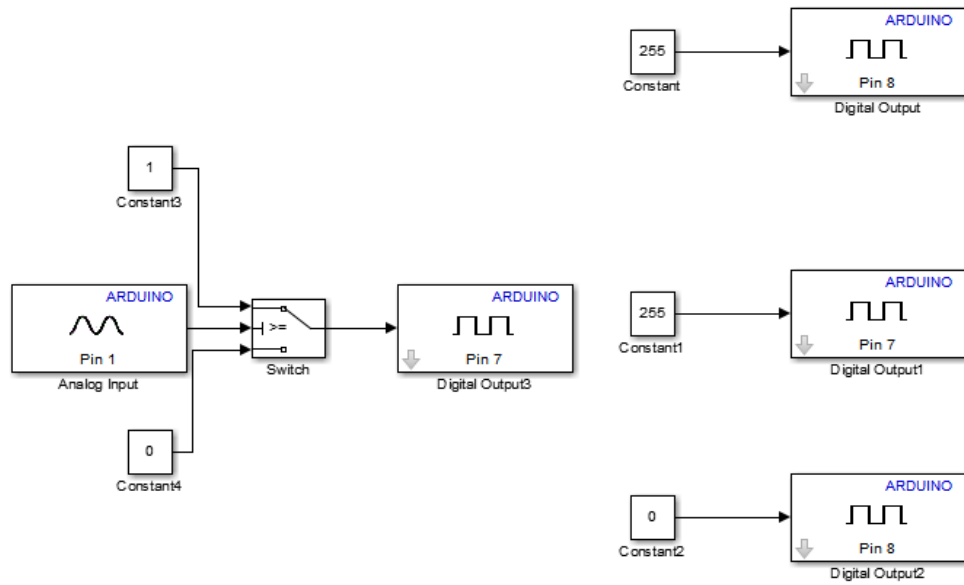 ARDUINO
255
Pin 8
Constant
Digital Output
1
Constant3
ARDUINO
Pin 1
Analog Input
>=
Switch
ARDUINO
Pin 7
Digital Output3
ARDUINO
255
Pin 7
Constant1
Digital Output1
0
Constant4
ARDUINO
0
Pin 8
Constant2
Digital Output2